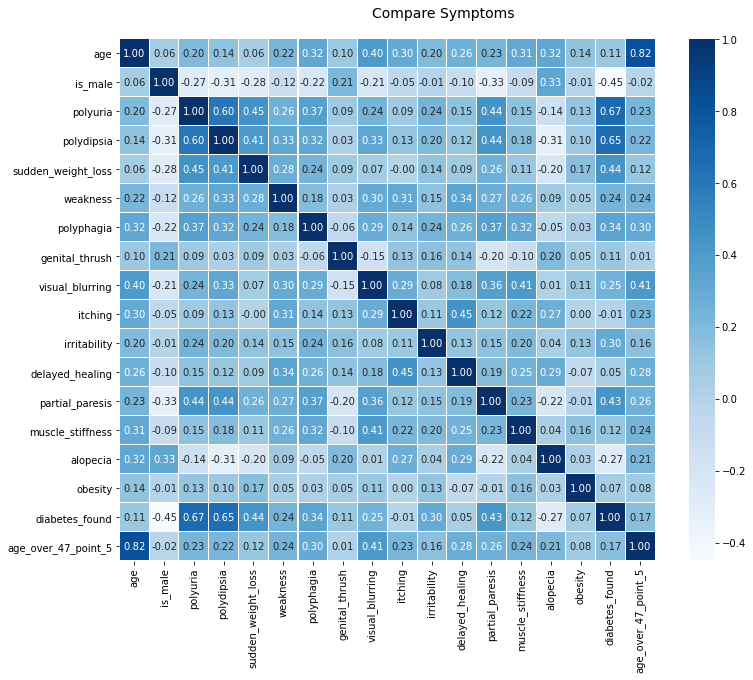 Compare Symptoms
age 1.00 0.06 0.20 0.14 0.06 0.22 0.32 0.10 0.40 0.30 0.20 0.26 0.23 0.31 0.32 0.14 0.11 0.82
is_male 0.06 1.00 -0.27 -0.31 -0.28 -0.12 -0.22 0.21 -0.21 -0.05 -0.01 -0.10 -0.33 -0.09 0.33 -0.01 -0.45 -0.02
polyuria 0.20 -0.27 1.00 0.60 0.45 0.26 0.37 0.09 0.24 0.09 0.24 0.15 0.44 0.15 -0.14 0.13 0.67 0.23
polydipsia 0.14 -0.31 0.60 1.00 0.41 0.33 0.32 0.03 0.33 0.13 0.20 0.12 0.44 0.18 -0.31 0.10 0.65 0.22
sudden_weight_loss 0.06 -0.28 0.45 0.41 1.00 0.28 0.24 0.09 0.07 -0.00 0.14 0.09 0.26 0.11 -0.20 0.17 0.44 0.12
weakness 0.22 -0.12 0.26 0.33 0.28 1.00 0.18 0.03 0.30 0.31 0.15 0.34 0.27 0.26 0.09 0.05 0.24 0.24
polyphagia 0.32 -0.22 0.37 0.32 0.24 0.18 1.00 -0.06 0.29 0.14 0.24 0.26 0.37 0.32 -0.05 0.03 0.34 0.30
genital_thrush 0.10 0.21 0.09 0.03 0.09 0.03 -0.06 1.00 -0.15 0.13 0.16 0.14 -0.20 -0.10 0.20 0.05 0.11 0.01
visual_blurring 0.40 -0.21 0.24 0.33 0.07 0.30 0.29 -0.15 1.00 0.29 0.08 0.18 0.36 0.41 0.01 0.11 0.25 0.41
itching 0.30 -0.05 0.09 0.13 -0.00 0.31 0.14 0.13 0.29 1.00 0.11 0.45 0.12 0.22 0.27 0.00 -0.01 0.23
irritability 0.20 -0.01 0.24 0.20 0.14 0.15 0.24 0.16 0.08 0.11 1.00 0.13 0.15 0.20 0.04 0.13 0.30 0.16
delayed_healing 0.26 -0.10 0.15 0.12 0.09 0.34 0.26 0.14 0.18 0.45 0.13 1.00 0.19 0.25 0.29 -0.07 0.05 0.28
partial_paresis 0.23 -0.33 0.44 0.44 0.26 0.27 0.37 -0.20 0.36 0.12 0.15 0.19 1.00 0.23 -0.22 -0.01 0.43 0.26
muscle_stiffness 0.31 -0.09 0.15 0.18 0.11 0.26 0.32 -0.10 0.41 0.22 0.20 0.25 0.23 1.00 0.04 0.16 0.12 0.24
alopecia 0.32 0.33 -0.14 -0.31 -0.20 0.09 -0.05 0.20 0.01 0.27 0.04 0.29 -0.22 0.04 1.00 0.03 -0.27 0.21
obesity 0.14 -0.01 0.13 0.10 0.17 0.05 0.03 0.05 0.11 0.00 0.13 -0.07 -0.01 0.16 0.03 1.00 0.07 0.08
diabetes_found 0.11 -0.45 0.67 0.65 0.44 0.24 0.34 0.11 0.25 -0.01 0.30 0.05 0.43 0.12 -0.27 0.07 1.00 0.17
age_over_47_point_5 0.82 -0.02 0.23 0.22 0.12 0.24 0.30 0.01 0.41 0.23 0.16 0.28 0.26 0.24 0.21 0.08 0.17 1.00
age
is_male
polyuria
polydipsia
sudden_weight_loss
weakness
polyphagia
genital_thrush
visual_blurring
itching
irritability
delayed_healing
partial_paresis
muscle_stiffness
alopecia
obesity
diabetes_found
age_over_47_point_5
1.0
0.8
0.6
0.4
0.2
0.0
−0.2
−0.4